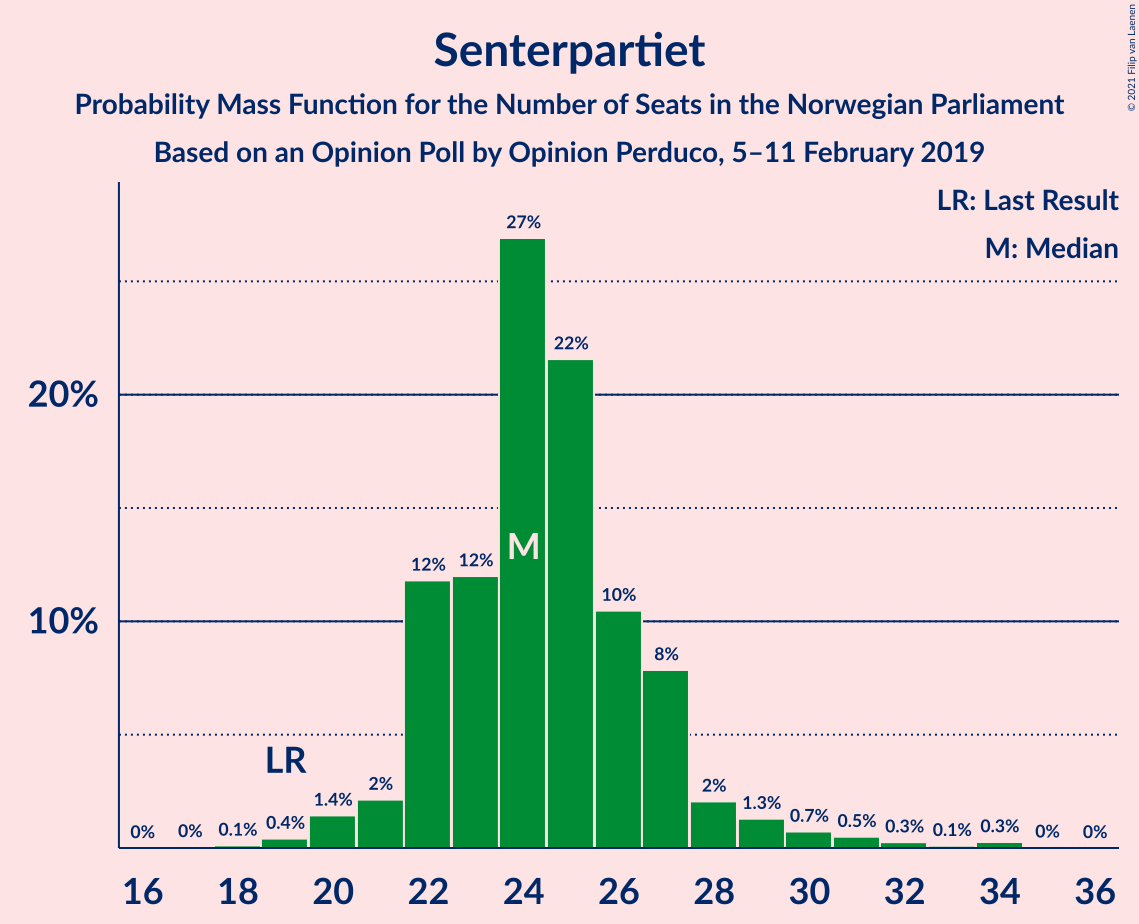 Senterpartiet
Probability Mass Function for the Number of Seats in the Norwegian Parliament
Based on an Opinion Poll by Opinion Perduco, 5–11 February 2019
© 2021 Filip van Laenen
LR: Last Result
M: Median
27%
22%
20%
M
12%
12%
10%
10%
8%
LR
0%
0%
0.1%
0.4%
1.4%
2%
2%
1.3%
0.7%
0.5%
0.3%
0.1%
0.3%
0%
0%
16 18 20 22 24 26 28 30 32 34 36